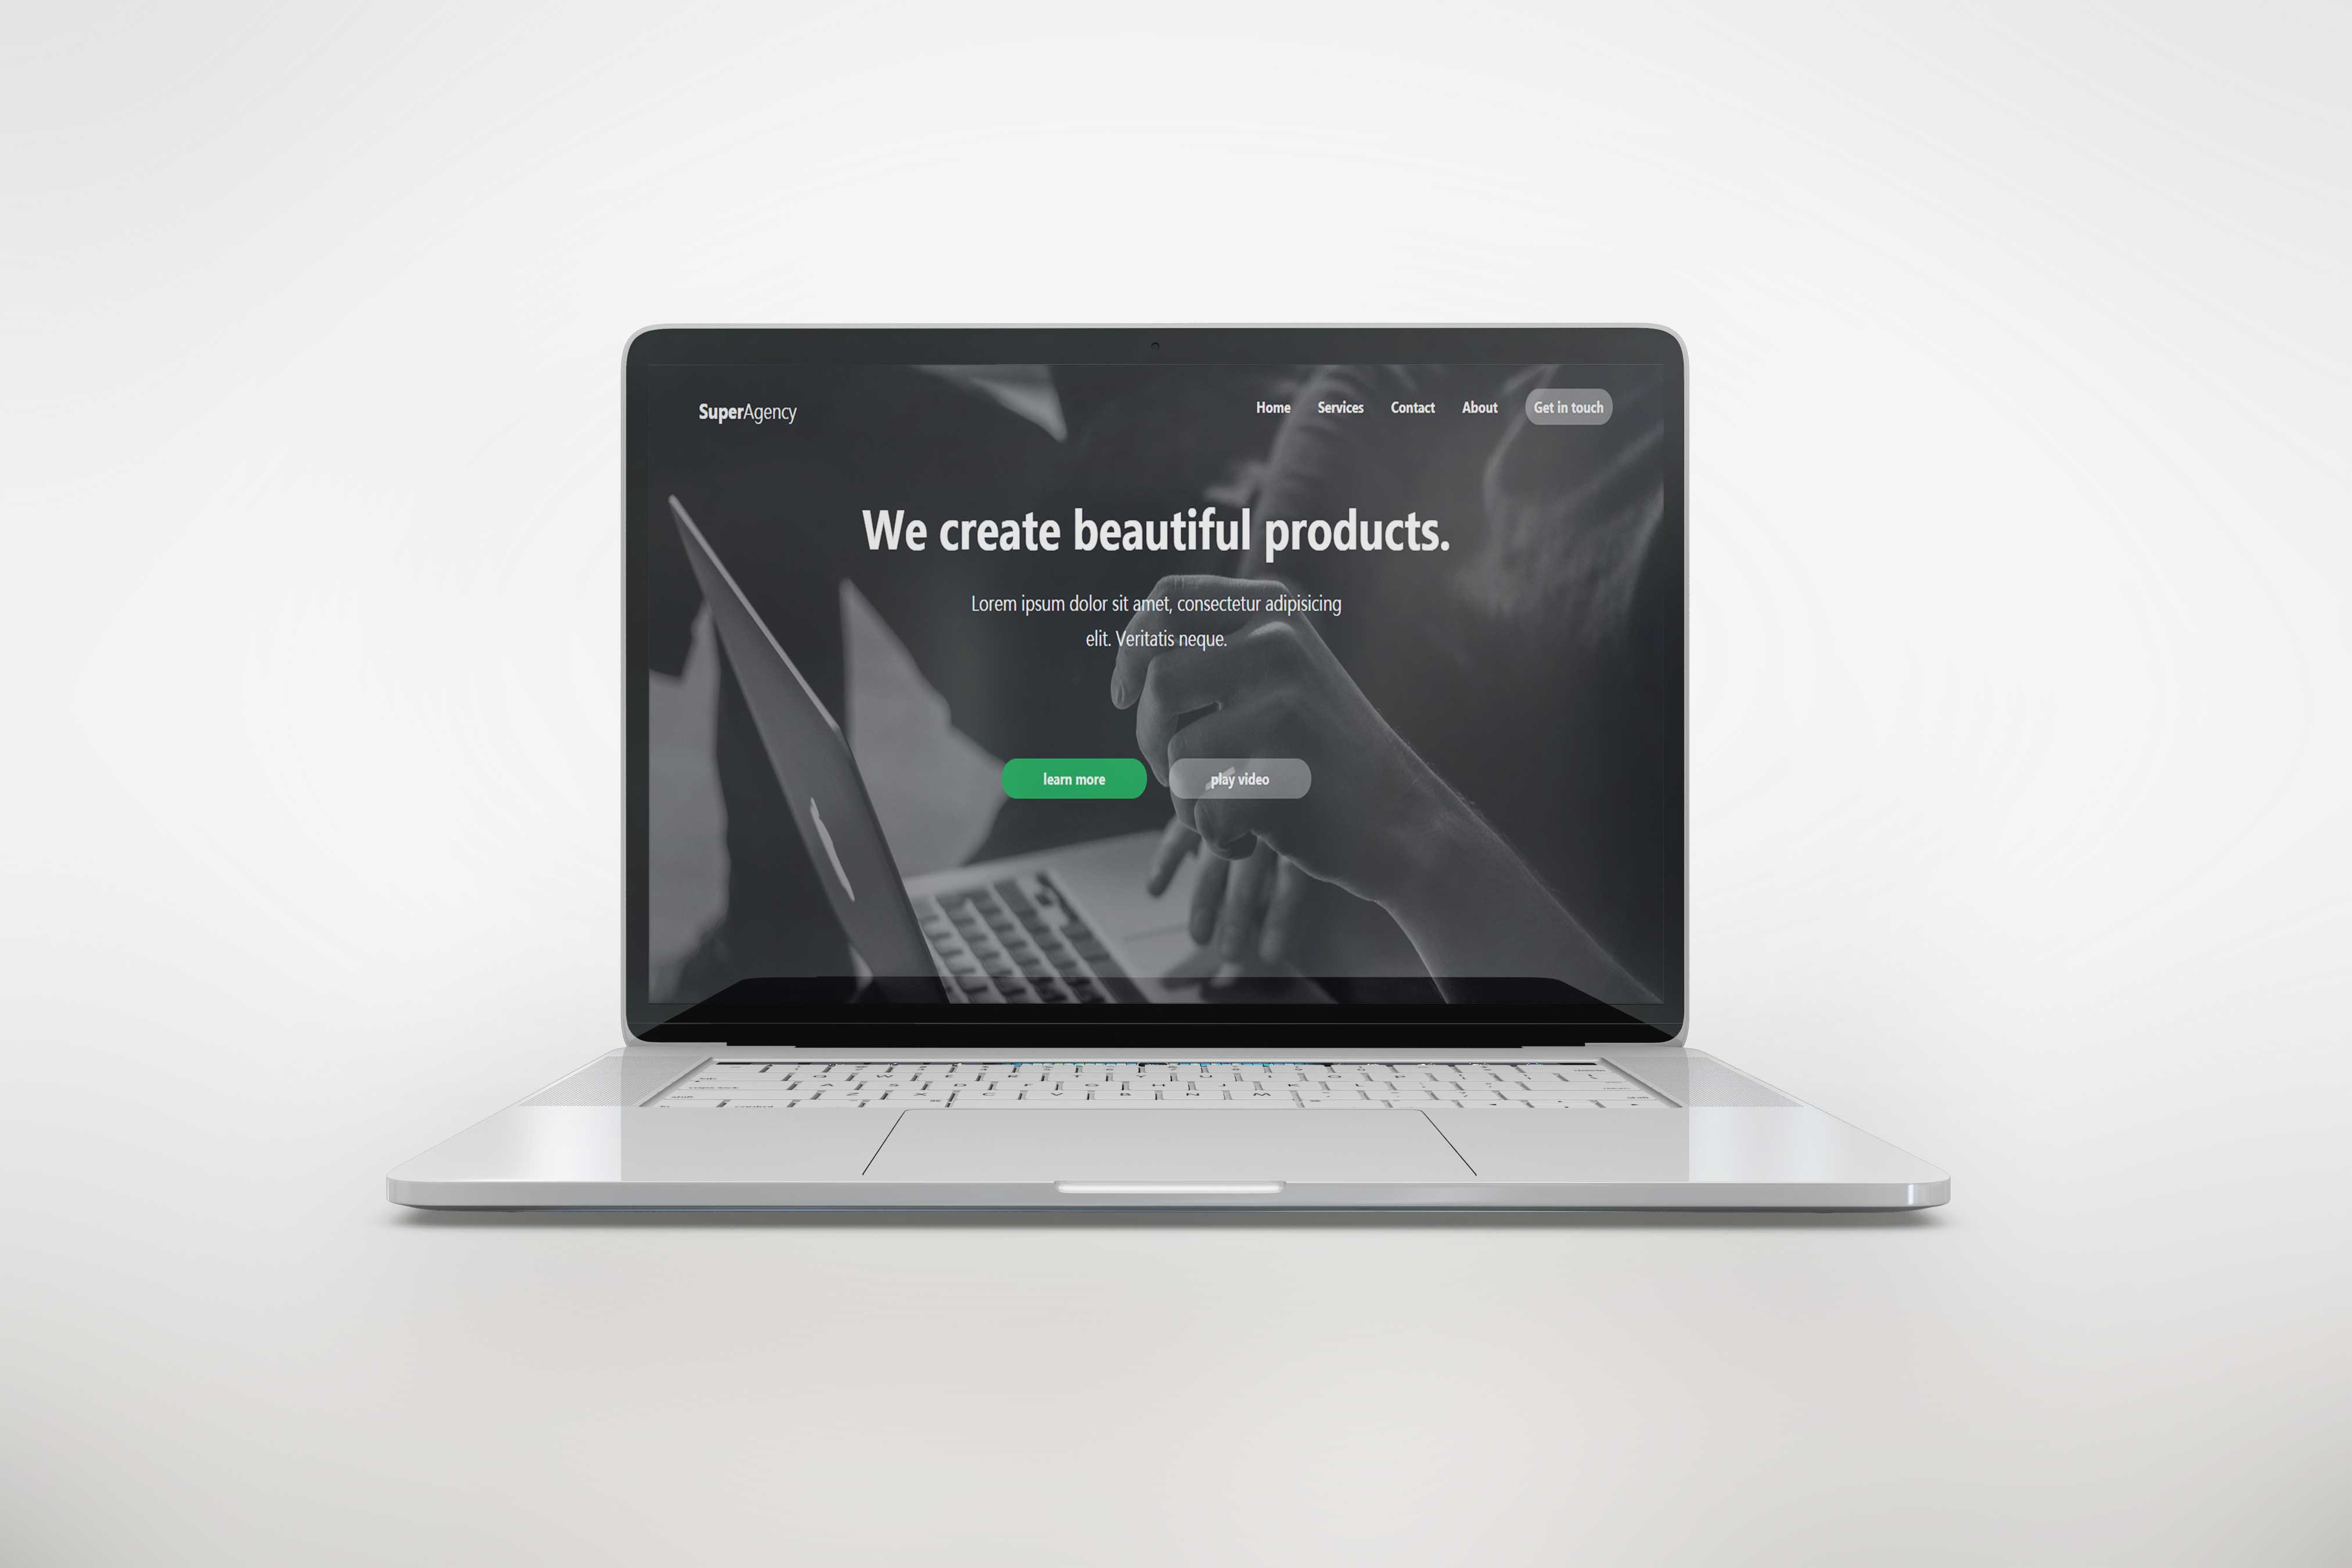 SuperAgency
Home Services Contact About Get in touch
We create beautiful products.
Lorem ipsum dolor sit amet, consectetur adipisicing
elit. Veritatis neque.
learn more play video
Q W E R T Y U I O P
A S D F G H J K L
Z X C V B N M